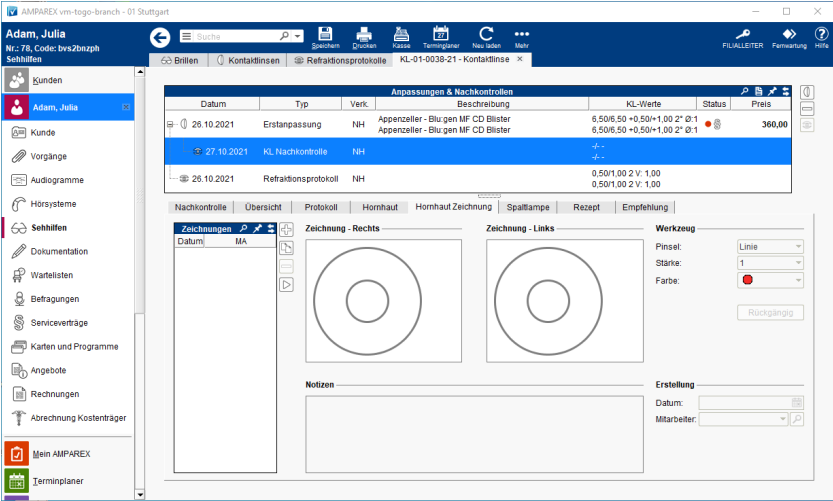 AMPAREX vm-togo-branch - 01 Stuttgart
Adam, Julia
Nr.: 78, Code: bvs2bnzph
Sehhilfen
Suche
Speichern
Drucken
Kasse
Terminplaner
Neu laden
Mehr
FILIALLEITER
Fernwartung
Hilfe
Brillen
Kontaktlinsen
Refraktionsprotokolle
KL-01-0038-21 - Kontaktlinse ×
Kunden
Adam, Julia
Kunde
Vorgänge
Audiogramme
Hörsysteme
Sehhilfen
Dokumentation
Wartelisten
Befragungen
Serviceverträge
Karten und Programme
Angebote
Rechnungen
Abrechnung Kostenträger
Mein AMPAREX
Terminplaner
Anpassungen & Nachkontrollen
Datum Typ Verk. Beschreibung KL-Werte Status Preis
26.10.2021 Erstanpassung NH Appenzeller - Blu:gen MF CD Blister 6,50/6,50 +0,50/+1,00 2° Ø:1 360,00
Appenzeller - Blu:gen MF CD Blister 6,50/6,50 +0,50/+1,00 2° Ø:1
27.10.2021 KL Nachkontrolle NH -/- -
-/- -
26.10.2021 Refraktionsprotokoll NH 0,50/1,00 2 V: 1,00
0,50/1,00 2 V: 1,00
Nachkontrolle Übersicht Protokoll Hornhaut Hornhaut Zeichnung Spaltlampe Rezept Empfehlung
Zeichnungen
Datum MA
Zeichnung - Rechts
Zeichnung - Links
Werkzeug
Pinsel: Linie
Stärke: 1
Farbe:
Rückgängig
Notizen
Erstellung
Datum:
Mitarbeiter: